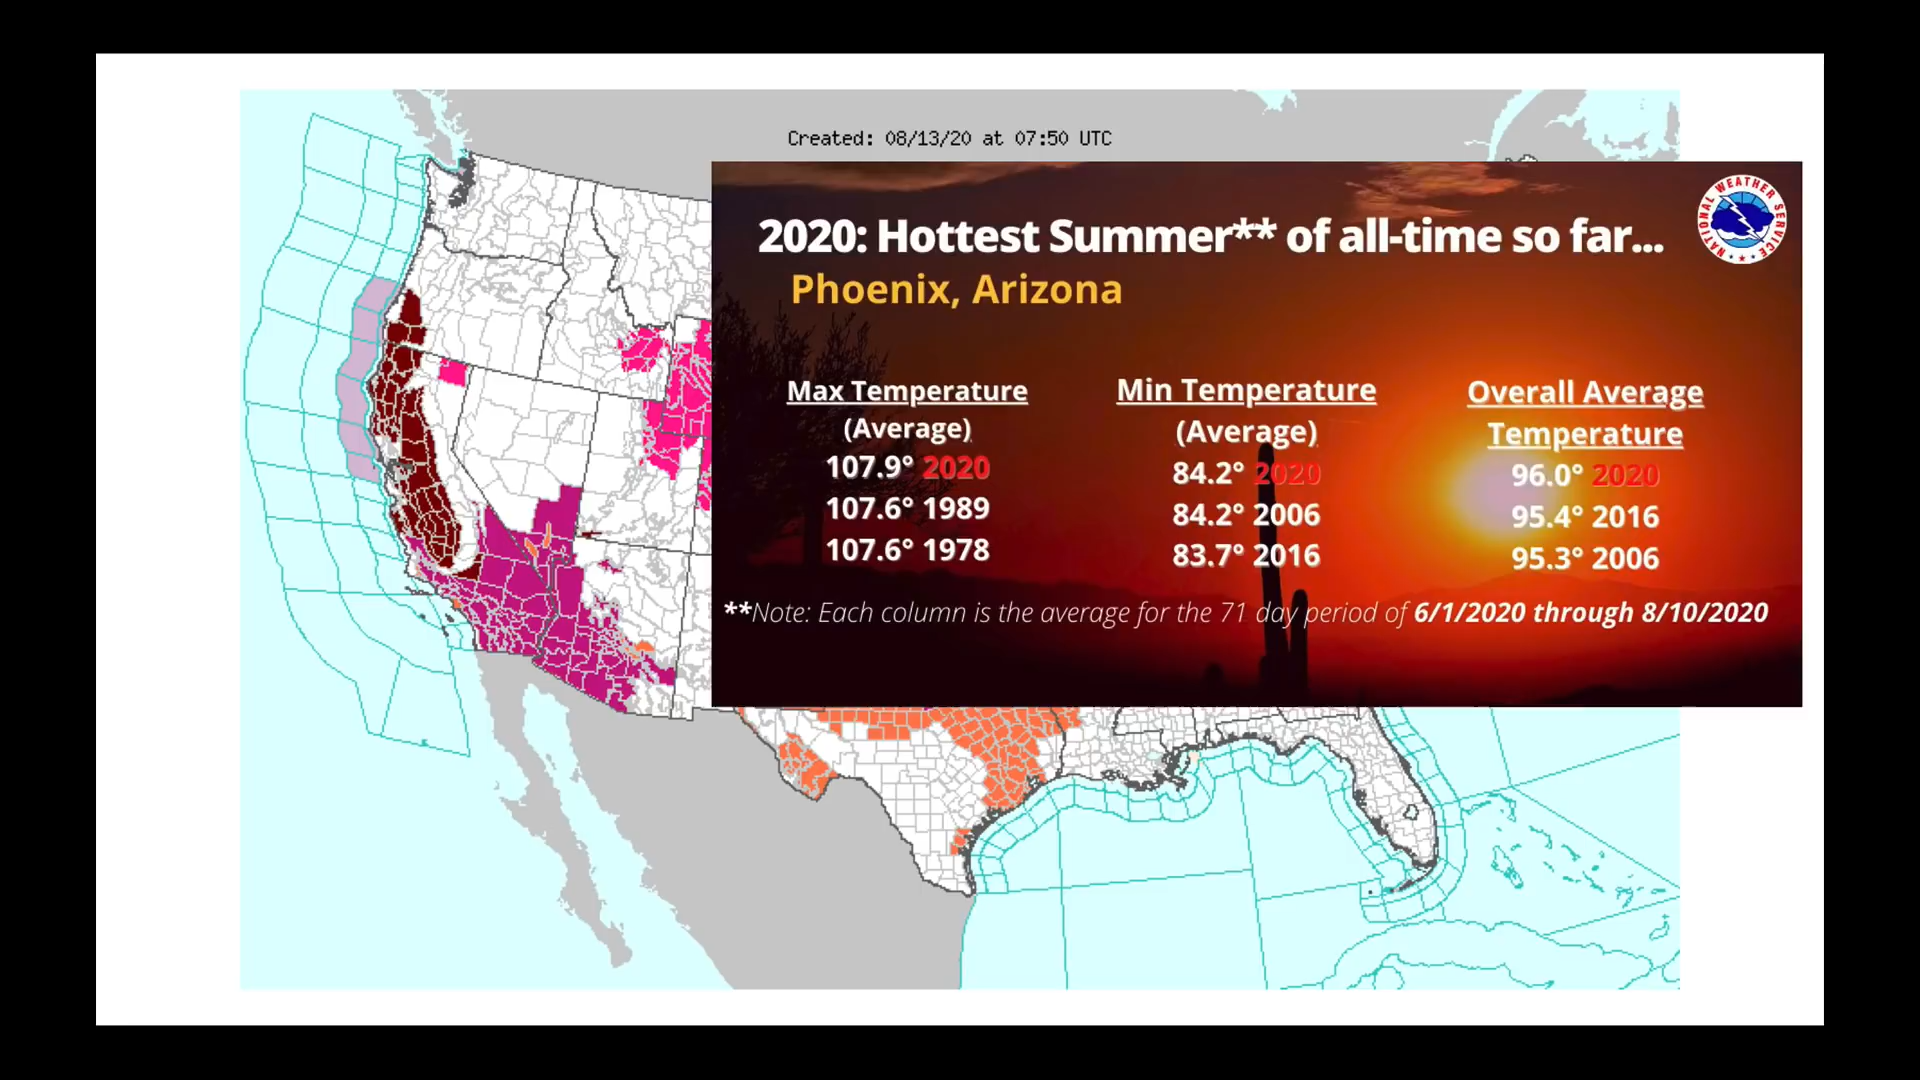 Created: 08/13/20 at 07:50 UTC
2020: Hottest Summer** of all-time so far...
Phoenix, Arizona
NATIONAL WEATHER SERVICE
Max Temperature
(Average)
107.9° 2020
107.6° 1989
107.6° 1978
Min Temperature
(Average)
84.2° 2020
84.2° 2006
83.7° 2016
Overall Average
Temperature
96.0° 2020
95.4° 2016
95.3° 2006
**Note: Each column is the average for the 71 day period of 6/1/2020 through 8/10/2020